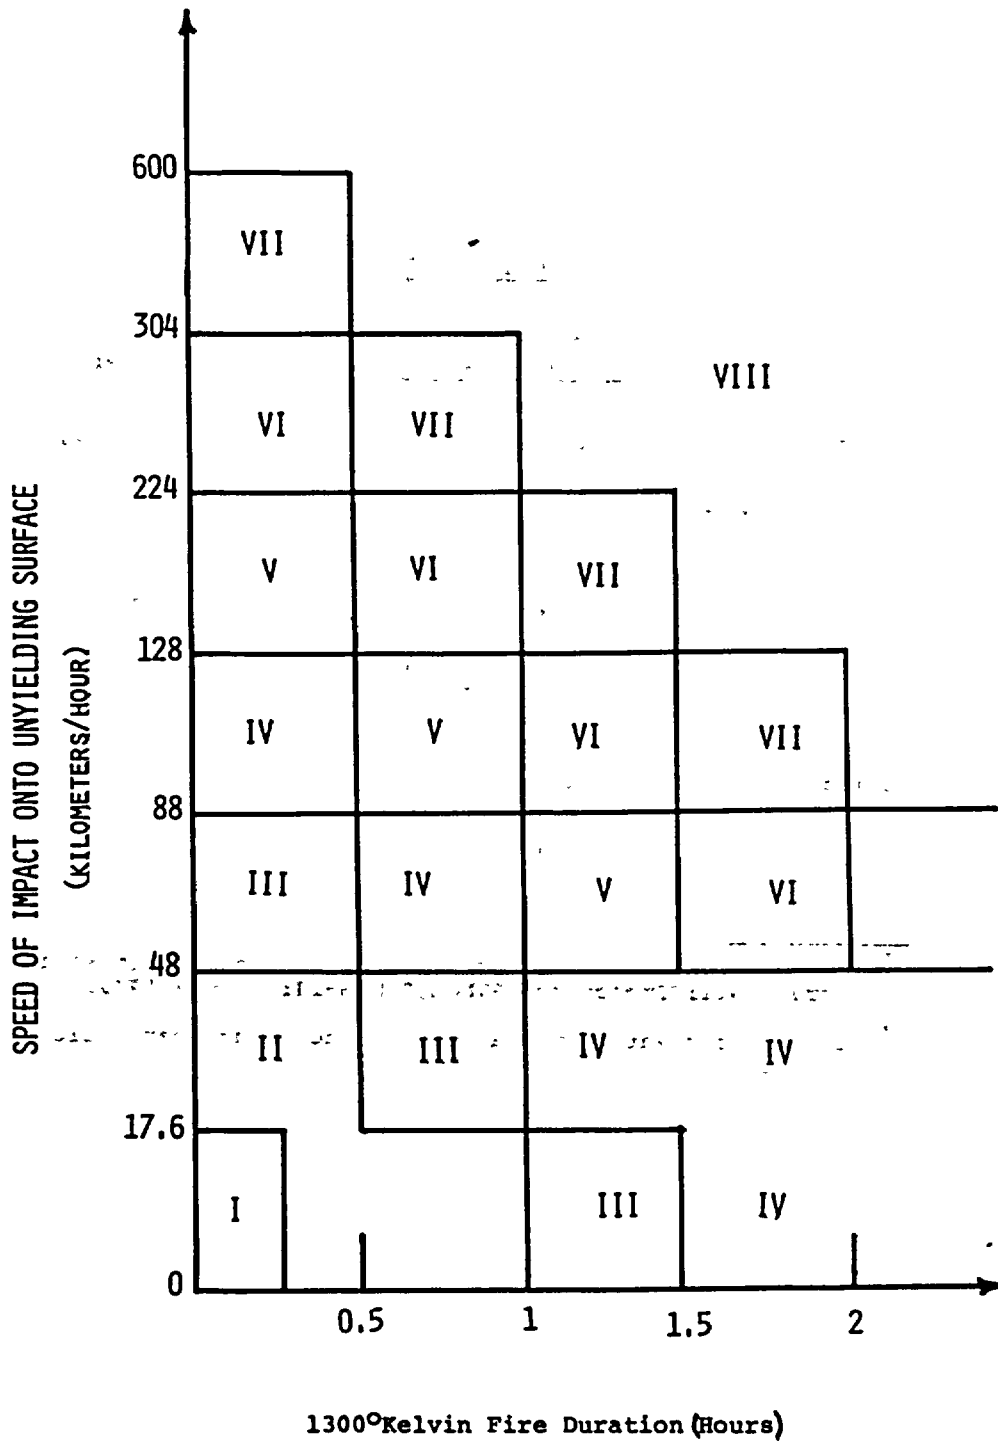 600
VII
304
VIII
VI
VII
224
V
VI
VII
128
IV
V
VI
VII
88
III
IV
V
VI
48
II
III
IV
IV
17.6
I
III
IV
0
0.5
1
1.5
2
SPEED OF IMPACT ONTO UNYIELDING SURFACE
(KILOMETERS/HOUR)
1300°Kelvin Fire Duration (Hours)